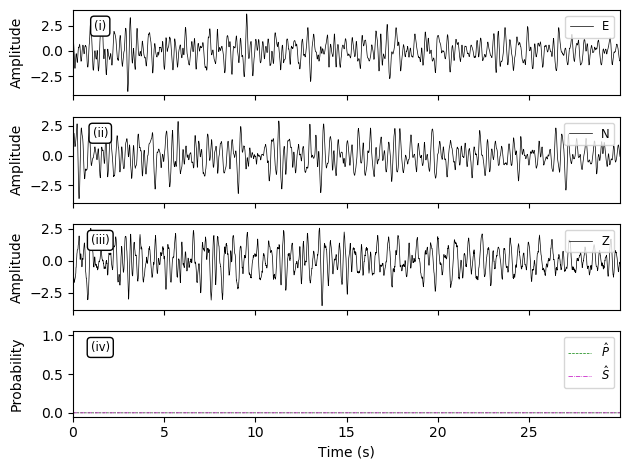 (i)
E
Amplitude
2.5
0.0
−2.5
(ii)
N
Amplitude
2.5
0.0
−2.5
(iii)
Z
Amplitude
2.5
0.0
−2.5
(iv)
P̂
Ŝ
Probability
1.0
0.5
0.0
0 5 10 15 20 25
Time (s)